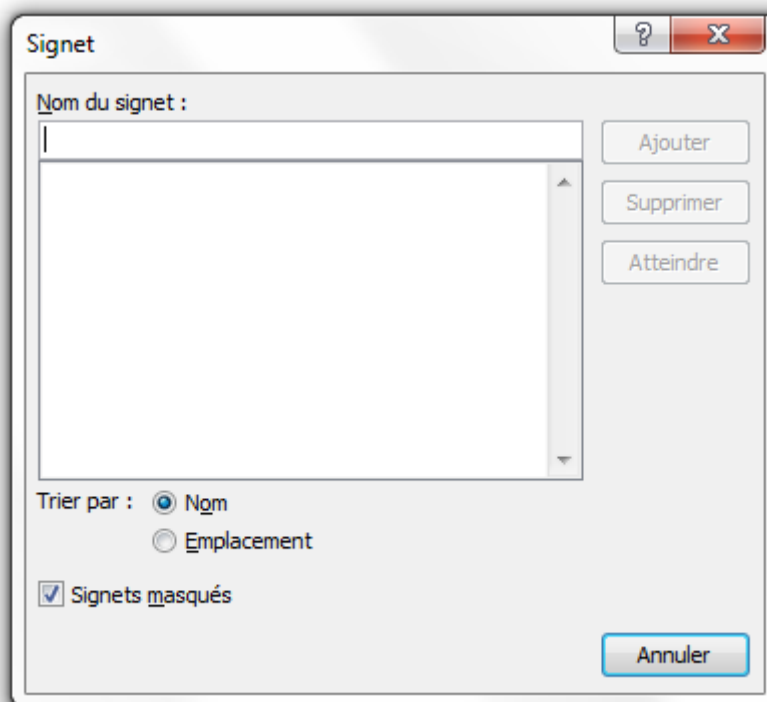 Signet
Nom du signet :
Ajouter
Supprimer
Atteindre
Trier par : Nom
Emplacement
Signets masqués
Annuler